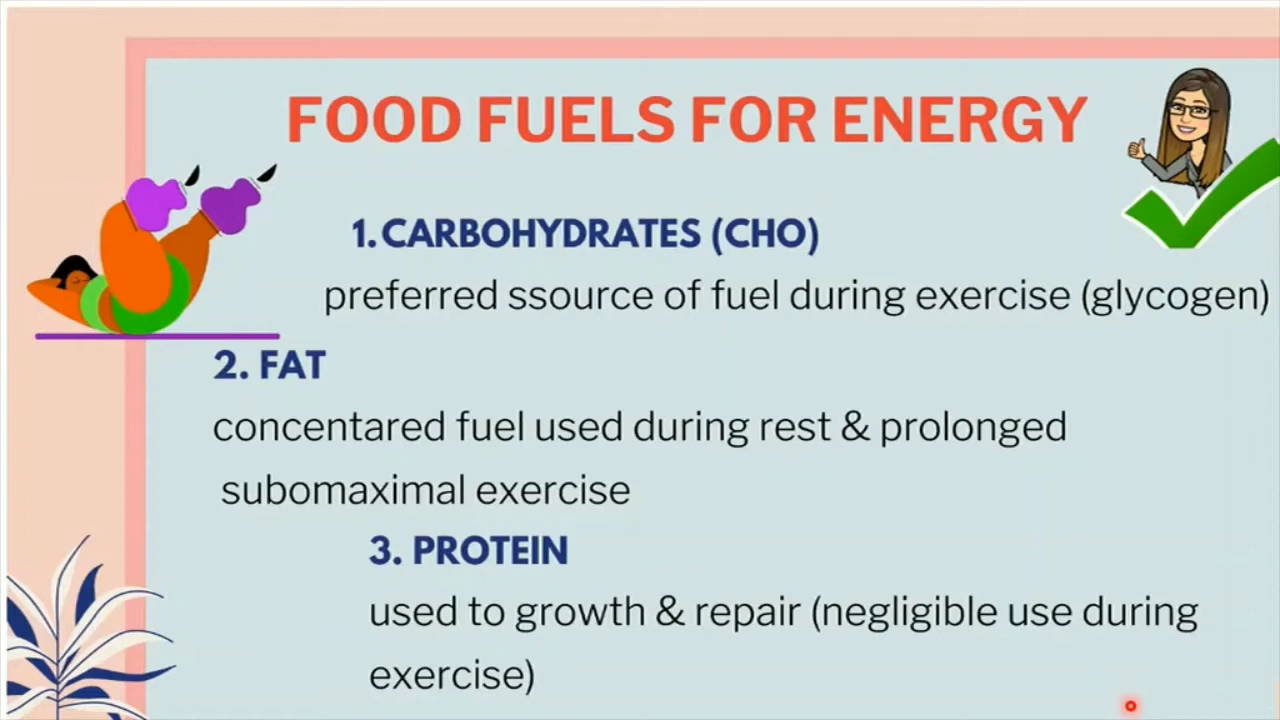 FOOD FUELS FOR ENERGY
1. CARBOHYDRATES (CHO)
preferred ssource of fuel during exercise (glycogen)
2. FAT
concentared fuel used during rest & prolonged
subomaximal exercise
3. PROTEIN
used to growth & repair (negligible use during
exercise)